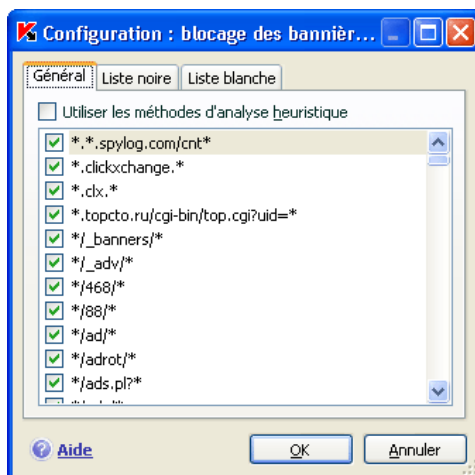 Configuration : blocage des bannièr...
Général Liste noire Liste blanche
Utiliser les méthodes d'analyse heuristique
*.*.spylog.com/cnt*
*.clickxchange.*
*.clx.*
*.topcto.ru/cgi-bin/top.cgi?uid=*
*/_banners/*
*/_adv/*
*/468/*
*/88/*
*/ad/*
*/adrot/*
*/ads.pl?*
Aide OK Annuler